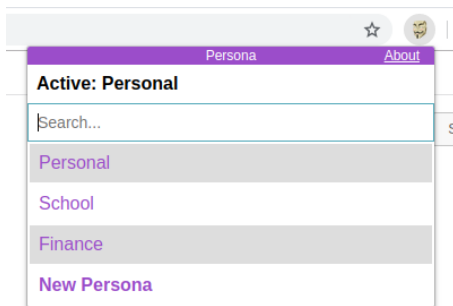 Persona About
Active: Personal
Search...
Personal
School
Finance
New Persona